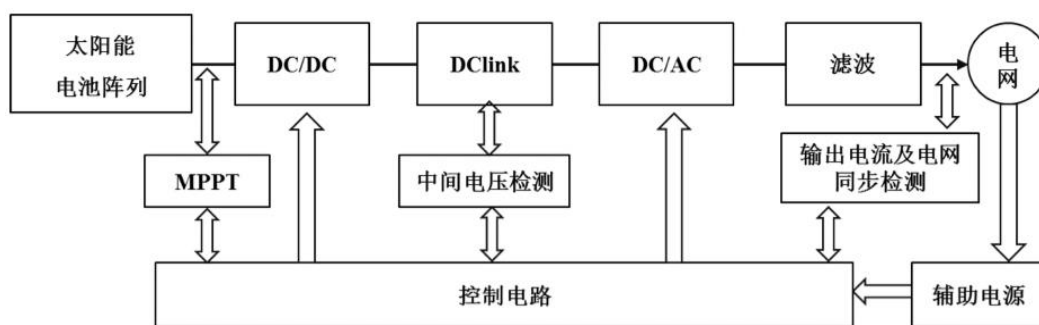 太阳能
电池阵列
DC/DC
DClink
DC/AC
滤波
电
网
MPPT
中间电压检测
输出电流及电网
同步检测
控制电路
辅助电源